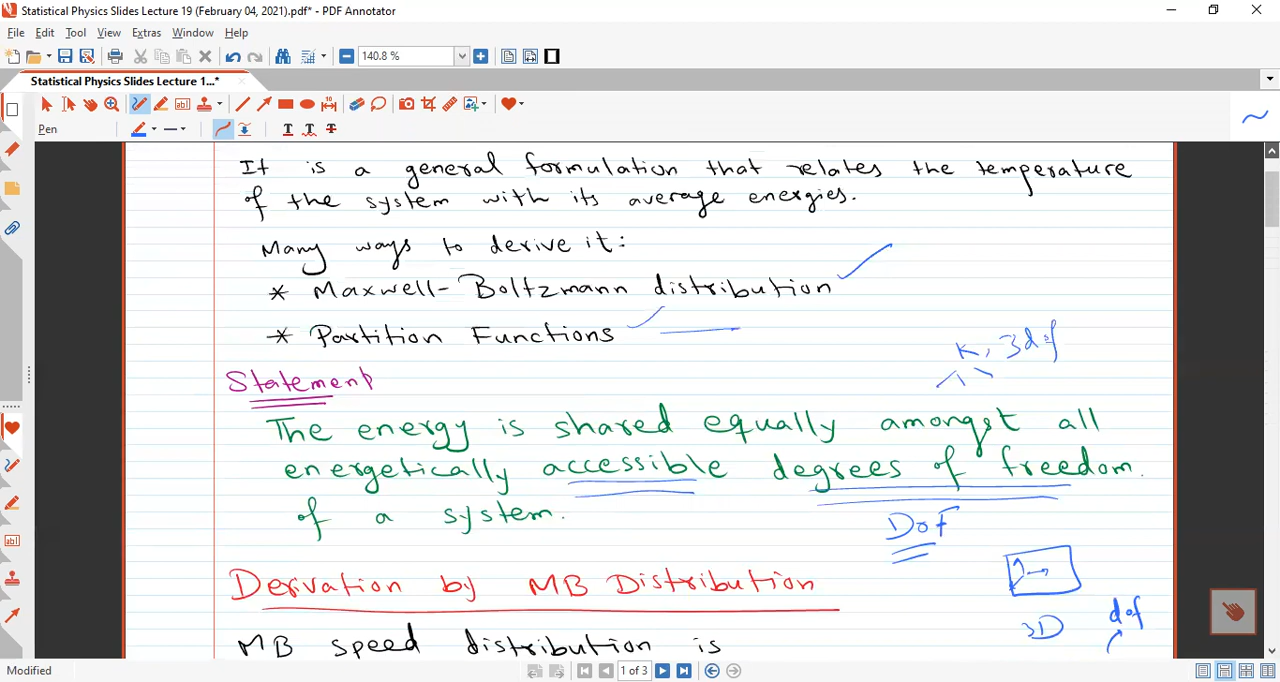 Statistical Physics Slides Lecture 19 (February 04, 2021).pdf* - PDF Annotator
File Edit Tool View Extras Window Help
140.8 %
Statistical Physics Slides Lecture 1...*
Pen
It is a general formulation that relates the temperature
of the system with its average energies.
Many ways to derive it:
* Maxwell-Boltzmann distribution
* Partition Functions
K, 3 dof
Statement
The energy is shared equally amongst all
energetically accessible degrees of freedom
of a system.
DoF
Derivation by MB Distribution
3D dof
MB speed distribution is
Modified
1 of 3